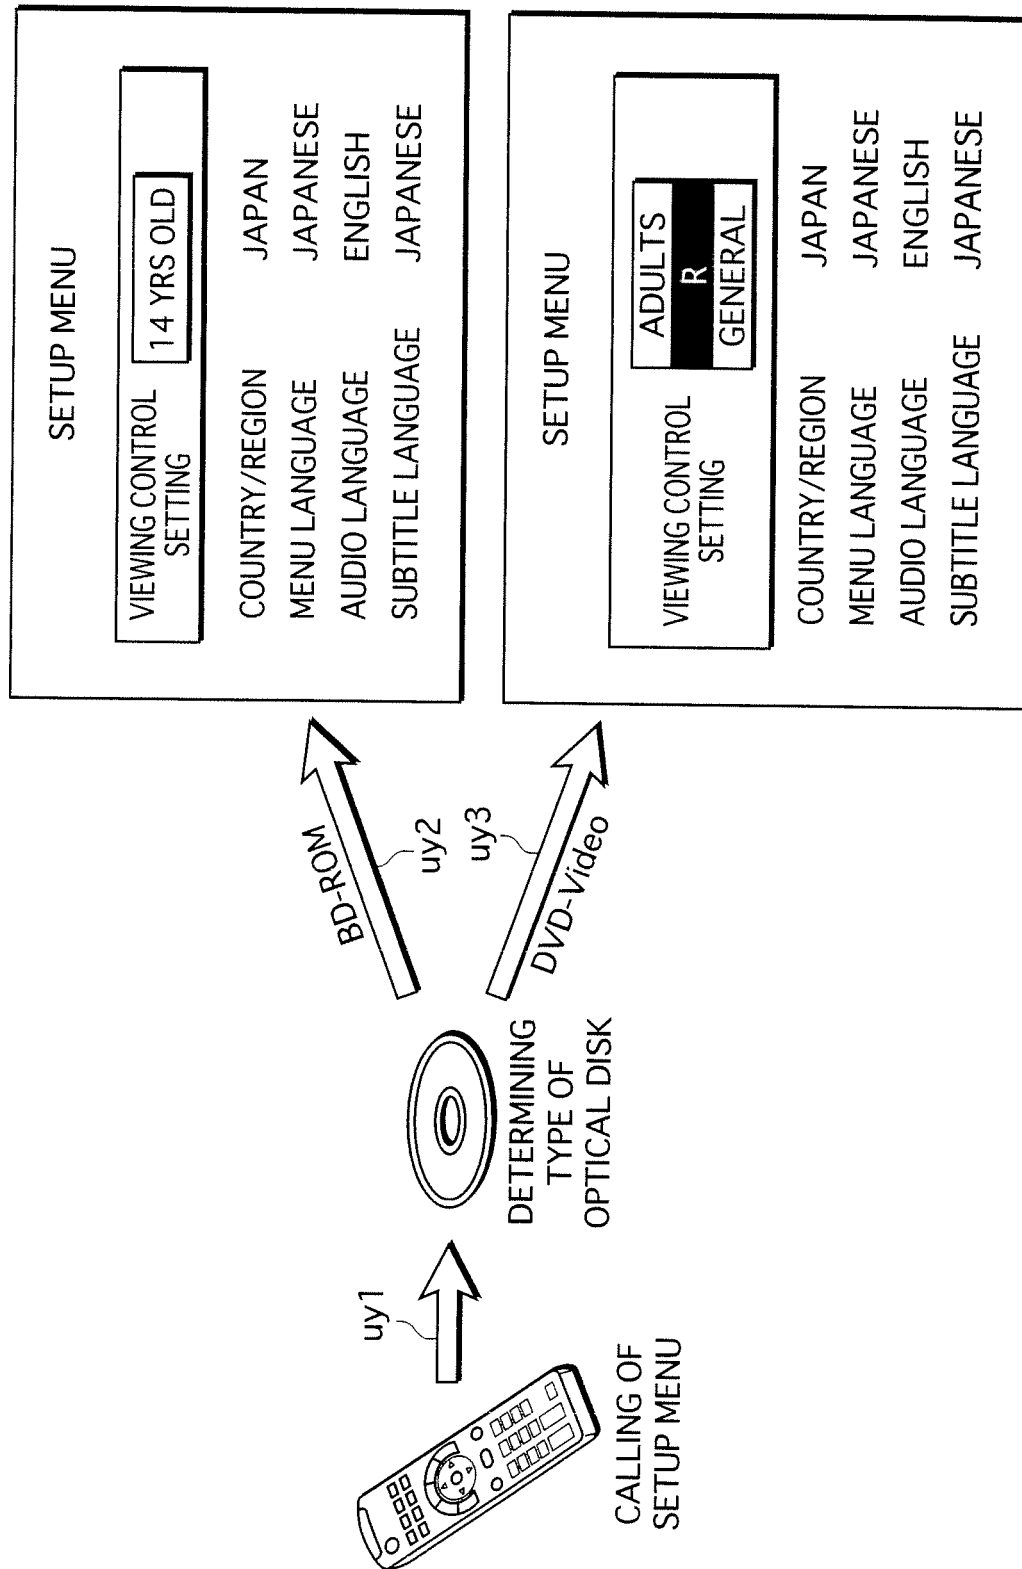 CALLING OF
SETUP MENU
uy1
DETERMINING
TYPE OF
OPTICAL DISK
BD-ROM
uy2
uy3
DVD-Video
SETUP MENU
VIEWING CONTROL
SETTING
14 YRS OLD
COUNTRY/REGION JAPAN
MENU LANGUAGE JAPANESE
AUDIO LANGUAGE ENGLISH
SUBTITLE LANGUAGE JAPANESE
SETUP MENU
VIEWING CONTROL
SETTING
ADULTS
R
GENERAL
COUNTRY/REGION JAPAN
MENU LANGUAGE JAPANESE
AUDIO LANGUAGE ENGLISH
SUBTITLE LANGUAGE JAPANESE